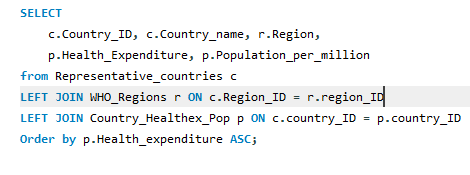 SELECT
c.Country_ID, c.Country_name, r.Region,
p.Health_Expenditure, p.Population_per_million
from Representative_countries c
LEFT JOIN WHO_Regions r ON c.Region_ID = r.region_ID
LEFT JOIN Country_Healthex_Pop p ON c.country_ID = p.country_ID
Order by p.Health_expenditure ASC;